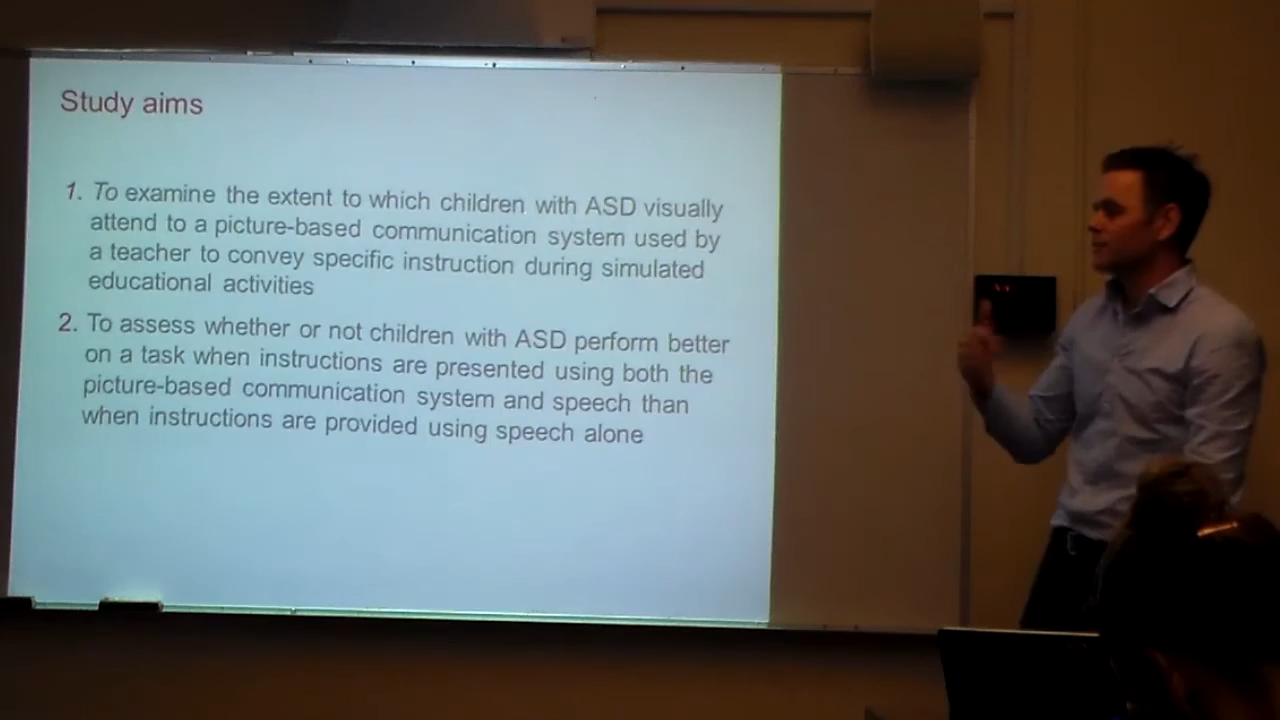 Study aims
1. To examine the extent to which children with ASD visually
attend to a picture-based communication system used by
a teacher to convey specific instruction during simulated
educational activities
2. To assess whether or not children with ASD perform better
on a task when instructions are presented using both the
picture-based communication system and speech than
when instructions are provided using speech alone